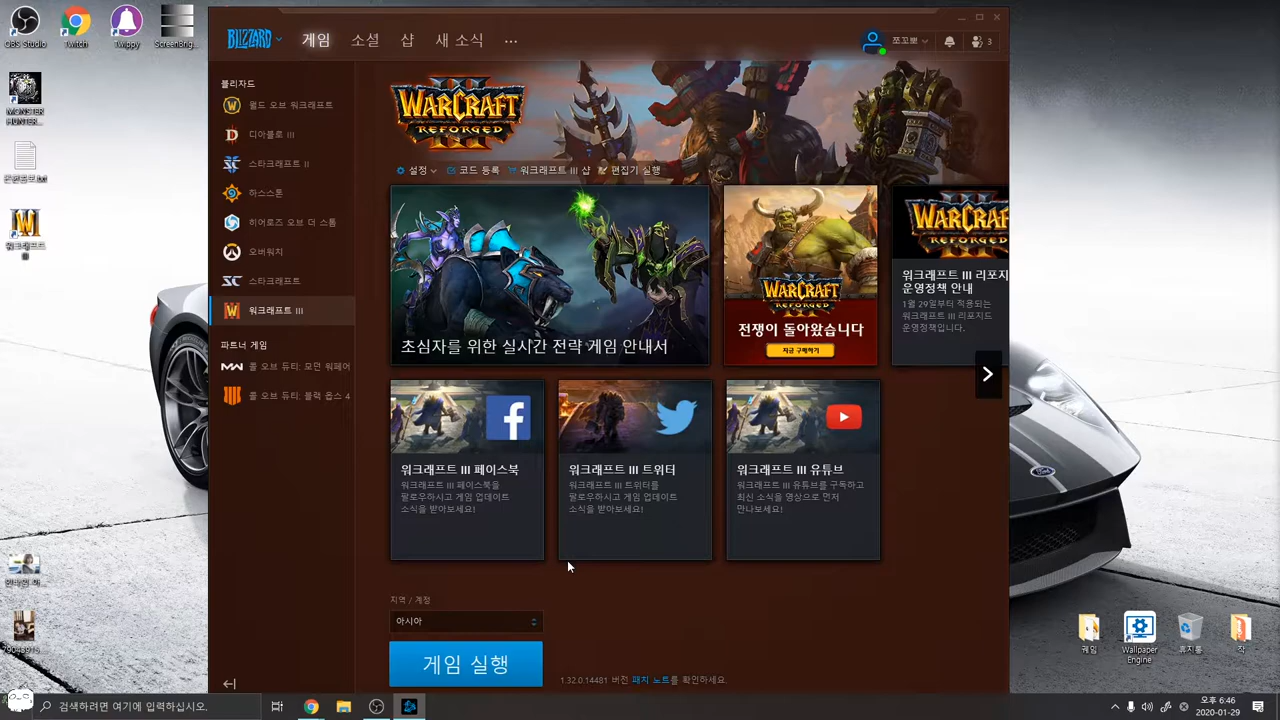 OBS Studio
Twitch
Twippy
ScreenBrig...
MONSTER
HUNTER...
워크래프트
III
BLIZZARD
게임
소셜
샵
새 소식
...
쪼꼬뽀
3
블리자드
월드 오브 워크래프트
디아블로 III
스타크래프트 II
하스스톤
히어로즈 오브 더 스톰
오버워치
스타크래프트
워크래프트 III
파트너 게임
콜 오브 듀티: 모던 워페어
콜 오브 듀티: 블랙 옵스 4
WARCRAFT
III
REFORGED
설정
코드 등록
워크래프트 III 샵
편집기 실행
초심자를 위한 실시간 전략 게임 안내서
WARCRAFT
III
REFORGED
전쟁이 돌아왔습니다
지금 구매하기
워크래프트 III 리포지
운영정책 안내
1월 29일부터 적용되는
워크래프트 III 리포지드
운영정책입니다.
워크래프트 III 페이스북
워크래프트 III 페이스북을
팔로우하시고 게임 업데이트
소식을 받아보세요!
워크래프트 III 트위터
워크래프트 III 트위터를
팔로우하시고 게임 업데이트
소식을 받아보세요!
워크래프트 III 유튜브
워크래프트 III 유튜브를 구독하고
최신 소식을 영상으로 먼저
만나보세요!
지역 / 계정
아시아
게임 실행
1.32.0.14481 버전 패치 노트를 확인하세요.
게임
Wallpaper
Engine
휴지통
작
검색하려면 여기에 입력하십시오.
오후 6:46
2020-01-29